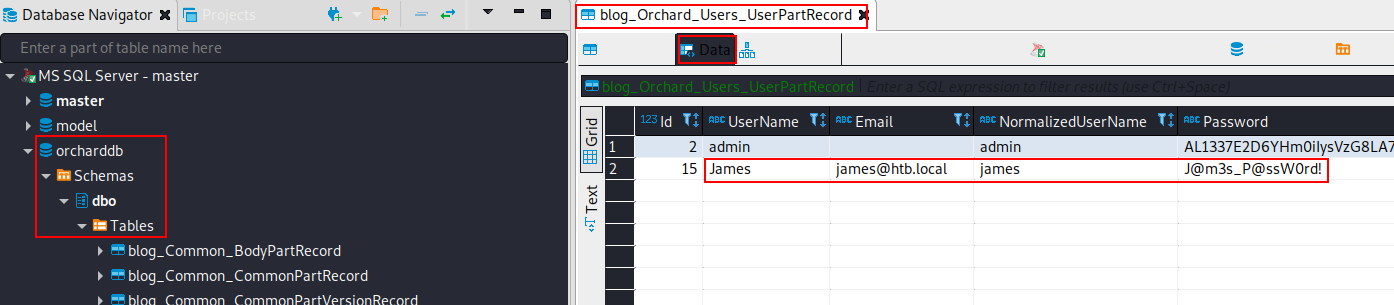 Database Navigator
Projects
Enter a part of table name here
MS SQL Server - master
master
model
orcharddb
Schemas
dbo
Tables
blog_Common_BodyPartRecord
blog_Common_CommonPartRecord
blog_Common_CommonPartVersionRecord
blog_Orchard_Users_UserPartRecord
Data
blog_Orchard_Users_UserPartRecord Enter a SQL expression to filter results (use Ctrl+Space)
Grid
Text
123 Id ABC UserName ABC Email ABC NormalizedUserName ABC Password
1 2 admin admin AL1337E2D6YHm0iIysVzG8LA7
2 15 James james@htb.local james J@m3s_P@ssW0rd!